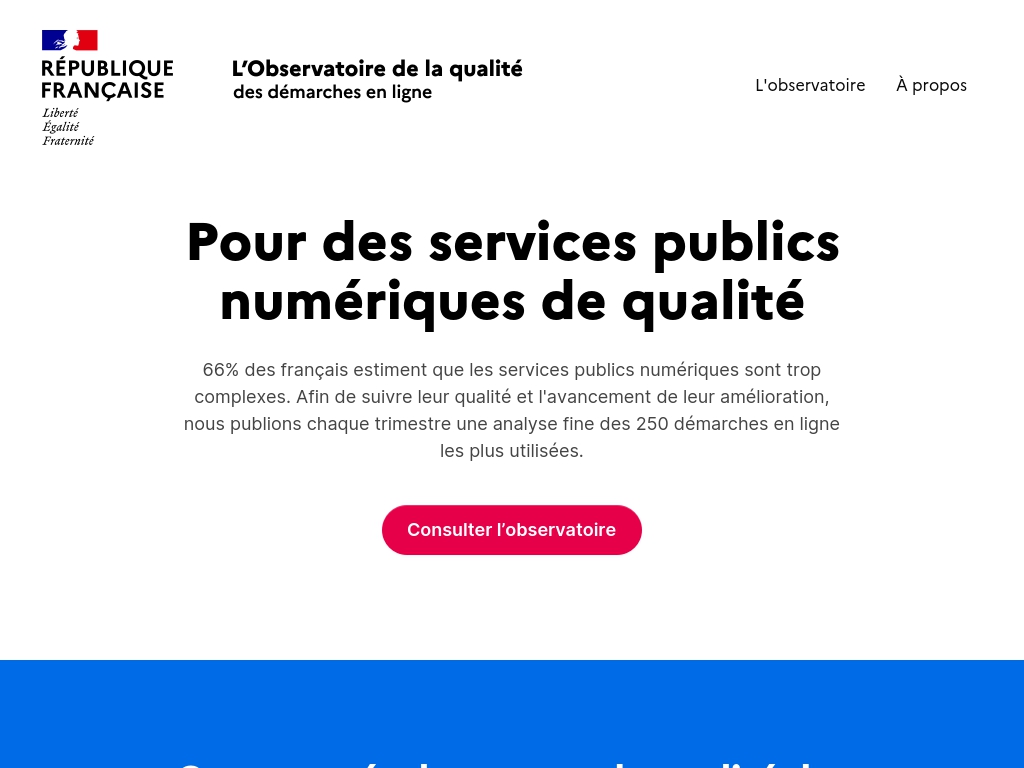 RÉPUBLIQUE
FRANÇAISE
Liberté
Égalité
Fraternité
L’Observatoire de la qualité
des démarches en ligne
L'observatoire
À propos
Pour des services publics
numériques de qualité
66% des français estiment que les services publics numériques sont trop
complexes. Afin de suivre leur qualité et l'avancement de leur amélioration,
nous publions chaque trimestre une analyse fine des 250 démarches en ligne
les plus utilisées.
Consulter l’observatoire